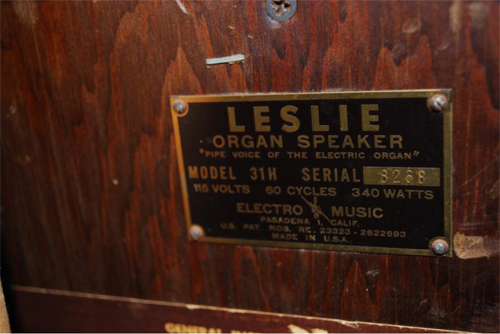 LESLIE
ORGAN SPEAKER
"PIPE VOICE OF THE ELECTRIC ORGAN"
MODEL 31H SERIAL 8268
115 VOLTS 60 CYCLES 340 WATTS
ELECTRO MUSIC
PASADENA 1, CALIF.
U.S. PAT. NOS. RE. 23323 - 2622693
MADE IN U.S.A.
GENERAL